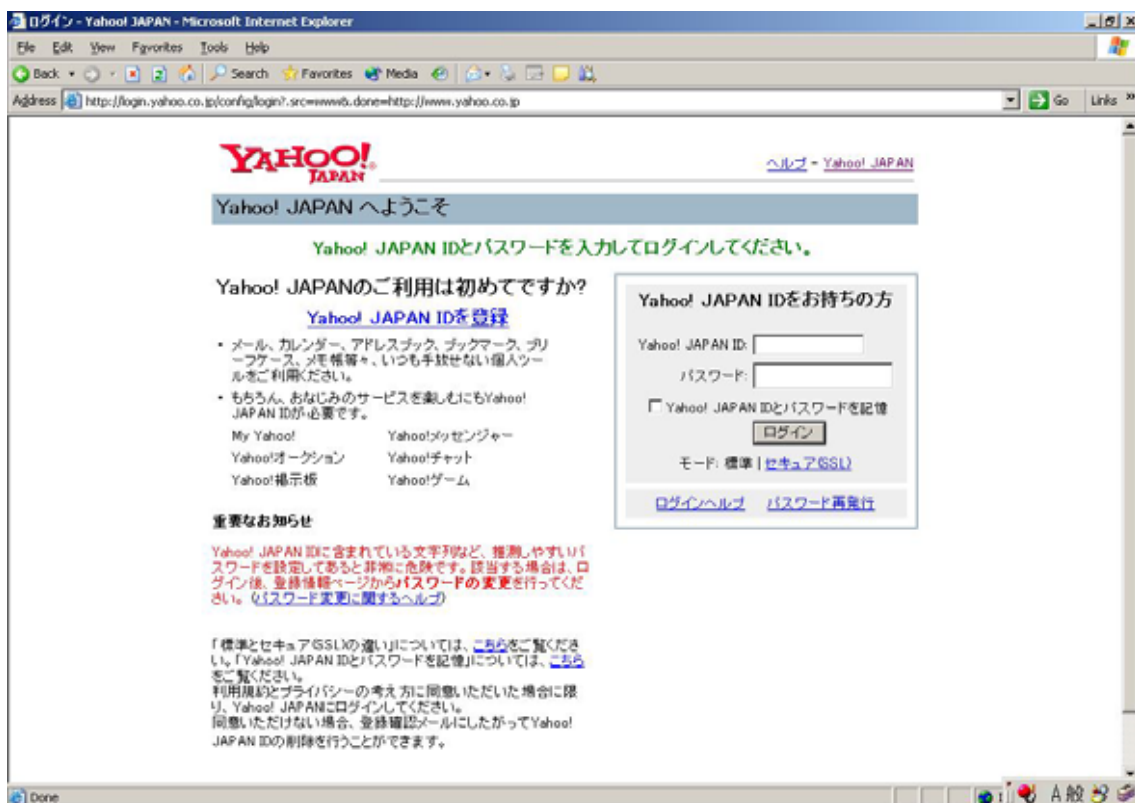 ログイン - Yahoo! JAPAN - Microsoft Internet Explorer
File Edit View Favorites Tools Help
Back Search Favorites Media
Address http://login.yahoo.co.jp/config/login?.src=www&.done=http://www.yahoo.co.jp Go Links »
YAHOO!
JAPAN
ヘルプ - Yahoo! JAPAN
Yahoo! JAPAN へようこそ
Yahoo! JAPAN IDとパスワードを入力してログインしてください。
Yahoo! JAPANのご利用は初めてですか?
Yahoo! JAPAN IDを登録
・ メール、カレンダー、アドレスブック、ブックマーク、ブリ
ーフケース、メモ帳等々、いつも手放せない個人ツー
ルをご利用ください。
・ もちろん、おなじみのサービスを楽しむにもYahoo!
JAPAN IDが必要です。
My Yahoo! Yahoo!メッセンジャー
Yahoo!オークション Yahoo!チャット
Yahoo!掲示板 Yahoo!ゲーム
重要なお知らせ
Yahoo! JAPAN IDに含まれている文字列など、推測しやすいパ
スワードを設定してあると非常に危険です。該当する場合は、ロ
グイン後、登録情報ページからパスワードの変更を行ってくだ
さい。(パスワード変更に関するヘルプ)
「標準とセキュア(SSL)の違い」については、こちらをご覧くださ
い。「Yahoo! JAPAN IDとパスワードを記憶」については、こちら
をご覧ください。
利用規約とプライバシーの考え方に同意いただいた場合に限
り、Yahoo! JAPANにログインしてください。
同意いただけない場合、登録確認メールにしたがってYahoo!
JAPAN IDの削除を行うことができます。
Yahoo! JAPAN IDをお持ちの方
Yahoo! JAPAN ID:
パスワード:
Yahoo! JAPAN IDとパスワードを記憶
ログイン
モード: 標準 | セキュア(SSL)
ログインヘルプ パスワード再発行
Done
A 般